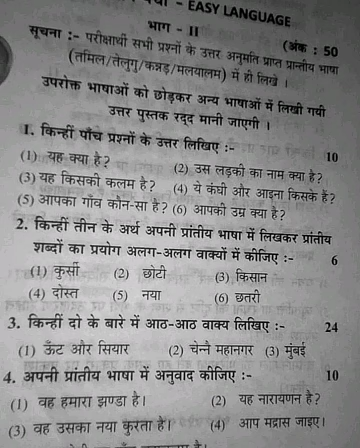 - EASY LANGUAGE
भाग - II
(अंक : 50
सूचना :- परीक्षार्थी सभी प्रश्नों के उत्तर अनुमति प्राप्त प्रान्तीय भाषा
(तमिल/तेलुगु/कन्नड़/मलयालम) में ही लिखें ।
उपरोक्त भाषाओं को छोड़कर अन्य भाषाओं में लिखी गयी
उत्तर पुस्तक रद्द मानी जाएगी ।
1. किन्हीं पाँच प्रश्नों के उत्तर लिखिए :- 10
(1) यह क्या है? (2) उस लड़की का नाम क्या है?
(3) यह किसकी कलम है? (4) ये कंघी और आइना किसके हैं?
(5) आपका गाँव कौन-सा है? (6) आपकी उम्र क्या है?
2. किन्हीं तीन के अर्थ अपनी प्रांतीय भाषा में लिखकर प्रांतीय
शब्दों का प्रयोग अलग-अलग वाक्यों में कीजिए :- 6
(1) कुर्सी (2) छोटी (3) किसान
(4) दोस्त (5) नया (6) छतरी
3. किन्हीं दो के बारे में आठ-आठ वाक्य लिखिए :- 24
(1) ऊँट और सियार (2) चेन्नै महानगर (3) मुंबई
4. अपनी प्रांतीय भाषा में अनुवाद कीजिए :- 10
(1) वह हमारा झण्डा है। (2) यह नारायणन है?
(3) वह उसका नया कुरता है। (4) आप मद्रास जाइए।